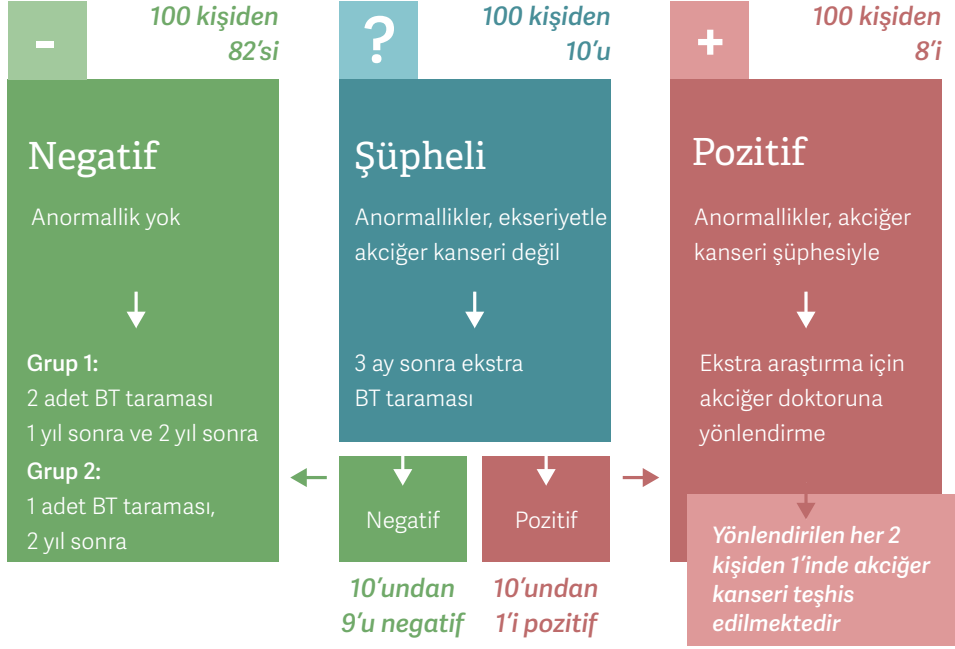 -
100 kişiden
82’si
Negatif
Anormallik yok
Grup 1:
2 adet BT taraması
1 yıl sonra ve 2 yıl sonra
Grup 2:
1 adet BT taraması,
2 yıl sonra
?
100 kişiden
10’u
Şüpheli
Anormallikler, ekseriyetle
akciğer kanseri değil
3 ay sonra ekstra
BT taraması
Negatif
10’undan
9’u negatif
Pozitif
10’undan
1’i pozitif
+
100 kişiden
8’i
Pozitif
Anormallikler, akciğer
kanseri şüphesiyle
Ekstra araştırma için
akciğer doktoruna
yönlendirme
Yönlendirilen her 2
kişiden 1’inde akciğer
kanseri teşhis
edilmektedir